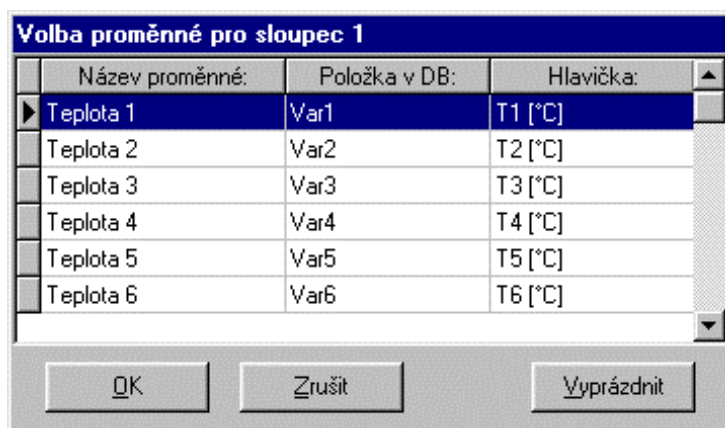 Volba proměnné pro sloupec 1
Název proměnné: Položka v DB: Hlavička:
Teplota 1 Var1 T1 [°C]
Teplota 2 Var2 T2 [°C]
Teplota 3 Var3 T3 [°C]
Teplota 4 Var4 T4 [°C]
Teplota 5 Var5 T5 [°C]
Teplota 6 Var6 T6 [°C]
OK Zrušit Vyprázdnit